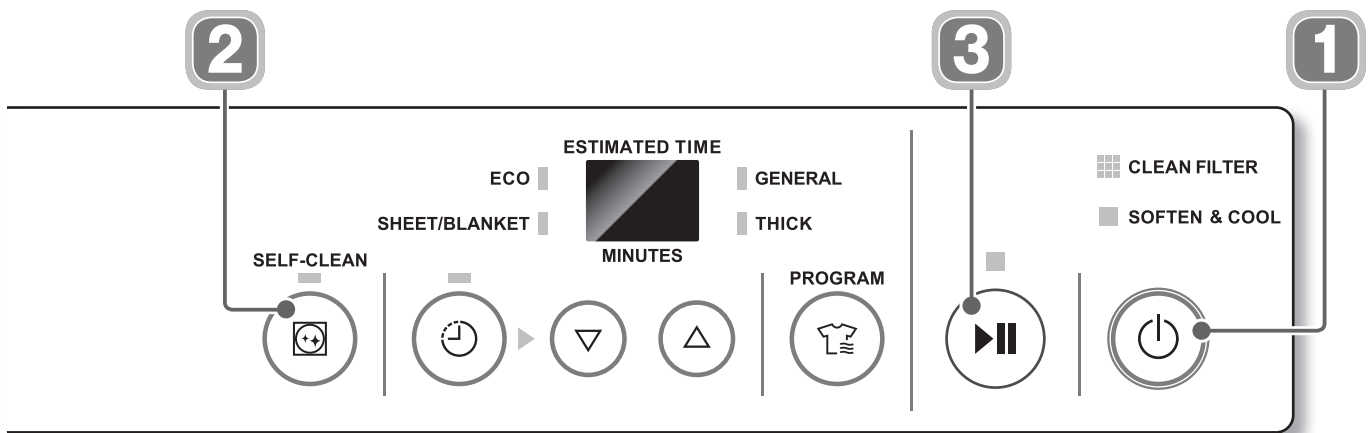 2
3
1
ESTIMATED TIME
ECO
GENERAL
CLEAN FILTER
SHEET/BLANKET
THICK
SOFTEN & COOL
MINUTES
SELF-CLEAN
PROGRAM